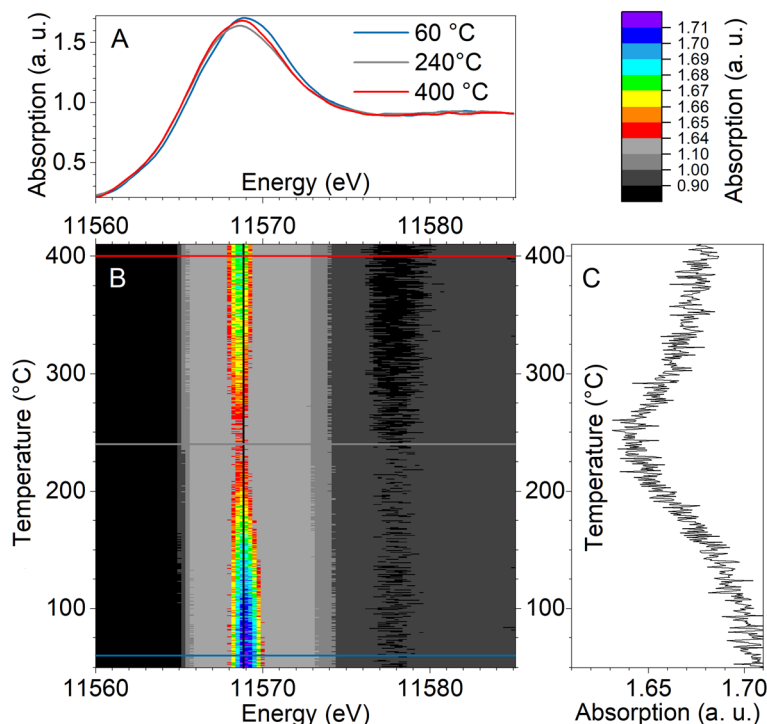 A
60 °C
240°C
400 °C
1.5
1.0
0.5
Absorption (a. u.)
Energy (eV)
11560
11570
11580
1.71
1.70
1.69
1.68
1.67
1.66
1.65
1.64
1.10
1.00
0.90
Absorption (a. u.)
B
400
300
200
100
Temperature (°C)
11560
11570
11580
Energy (eV)
C
400
300
200
100
Temperature (°C)
1.65
1.70
Absorption (a. u.)